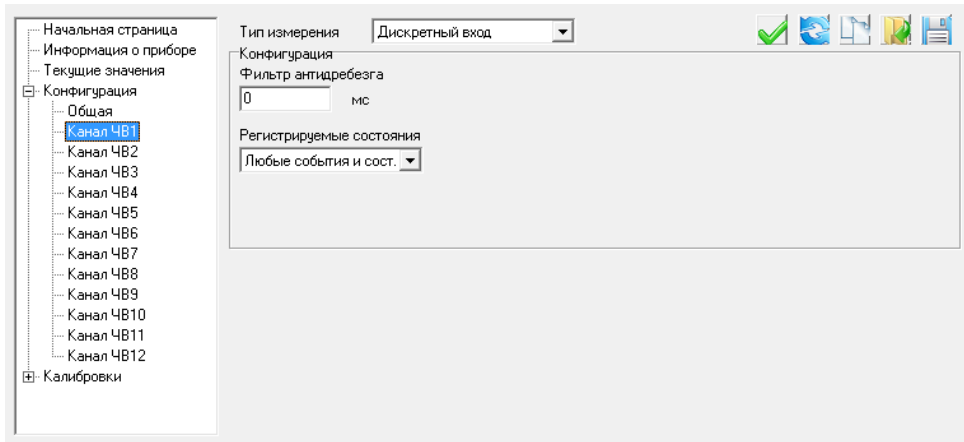 Начальная страница
Информация о приборе
Текущие значения
Конфигурация
Общая
Канал ЧВ1
Канал ЧВ2
Канал ЧВ3
Канал ЧВ4
Канал ЧВ5
Канал ЧВ6
Канал ЧВ7
Канал ЧВ8
Канал ЧВ9
Канал ЧВ10
Канал ЧВ11
Канал ЧВ12
Калибровки
Тип измерения Дискретный вход
Конфигурация
Фильтр антидребезга
0 мс
Регистрируемые состояния
Любые события и сост.